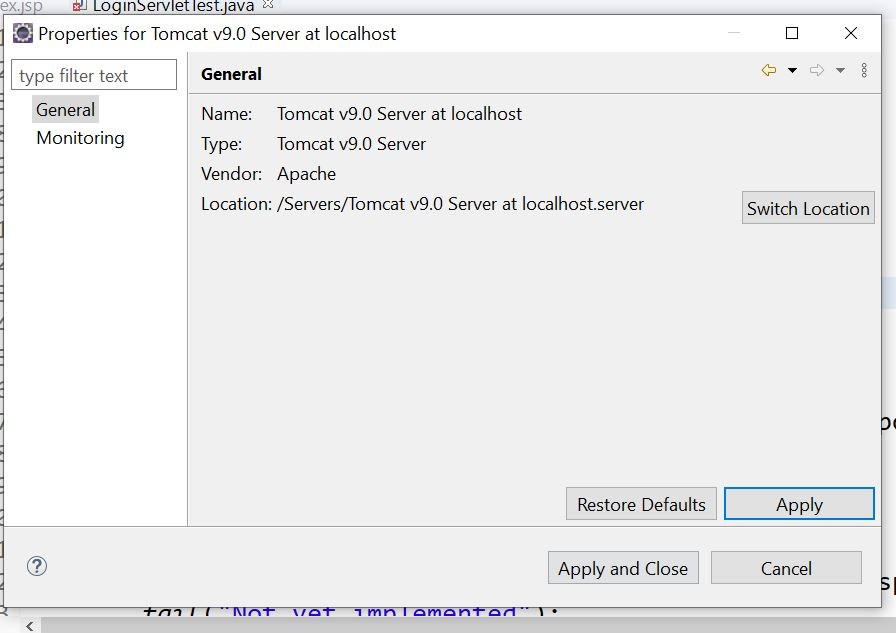 ex.jsp
LoginServletTest.java
Properties for Tomcat v9.0 Server at localhost
type filter text
General
Monitoring
General
Name: Tomcat v9.0 Server at localhost
Type: Tomcat v9.0 Server
Vendor: Apache
Location: /Servers/Tomcat v9.0 Server at localhost.server
Switch Location
Restore Defaults
Apply
?
Apply and Close
Cancel
fail("Not yet implemented");